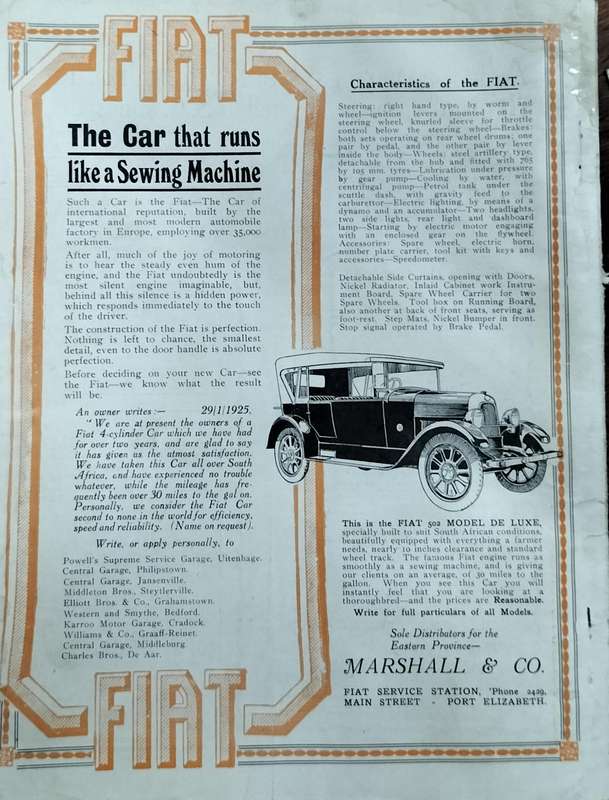 FIAT
The Car that runs
like a Sewing Machine
Such a Car is the Fiat—The Car of
international reputation, built by the
largest and most modern automobile
factory in Europe, employing over 35,000
workmen.
After all, much of the joy of motoring
is to hear the steady even hum of the
engine, and the Fiat undoubtedly is the
most silent engine imaginable, but,
behind all this silence is a hidden power,
which responds immediately to the touch
of the driver.
The construction of the Fiat is perfection.
Nothing is left to chance, the smallest
detail, even to the door handle is absolute
perfection.
Before deciding on your new Car—see
the Fiat—we know what the result
will be.
An owner writes:— 29/1/1925.
"We are at present the owners of a
Fiat 4-cylinder Car which we have had
for over two years, and are glad to say
it has given us the utmost satisfaction.
We have taken this Car all over South
Africa, and have experienced no trouble
whatever, while the mileage has fre-
quently been over 30 miles to the gal on.
Personally, we consider the Fiat Car
second to none in the world for efficiency,
speed and reliability. (Name on request).
Write, or apply personally, to
Powell's Supreme Service Garage, Uitenbage.
Central Garage, Philipstown.
Central Garage, Jansenville.
Middleton Bros., Steytlerville.
Elliott Bros. & Co., Grahamstown.
Western and Smythe, Bedford.
Karroo Motor Garage, Cradock.
Williams & Co., Graaff-Reinet.
Central Garage, Middleburg
Charles Bros., De Aar.
FIAT
Characteristics of the FIAT.
Steering: right hand type, by worm and
wheel—ignition levers mounted on the
steering wheel, knurled sleeve for throttle
control below the steering wheel—Brakes:
both sets operating on rear wheel drums, one
pair by pedal, and the other pair by lever
inside the body—Wheels: steel artillery type,
detachable from the hub and fitted with 765
by 105 mm. tyres—Lubrication under pressure
by gear pump—Cooling by water, with
centrifugal pump—Petrol tank under the
scuttle dash, with gravity feed to the
carburettor—Electric lighting, by means of a
dynamo and an accumulator—Two headlights,
two side lights, rear light and dashboard
lamp—Starting by electric motor engaging
with an enclosed gear on the flywheel.
Accessories: Spare wheel, electric horn,
number plate carrier, tool kit with keys and
accessories—Speedometer.
Detachable Side Curtains, opening with Doors,
Nickel Radiator, Inlaid Cabinet work Instru-
ment Board, Spare Wheel Carrier for two
Spare Wheels. Tool box on Running Board,
also another at back of front seats, serving as
foot-rest. Step Mats, Nickel Bumper in front.
Stop signal operated by Brake Pedal.
This is the FIAT 502 MODEL DE LUXE,
specially built to suit South African conditions,
beautifully equipped with everything a farmer
needs, nearly 10 inches clearance and standard
wheel track. The famous Fiat engine runs as
smoothly as a sewing machine, and is giving
our clients on an average, of 30 miles to the
gallon. When you see this Car you will
instantly feel that you are looking at a
thoroughbred—and the prices are Reasonable.
Write for full particulars of all Models.
Sole Distributors for the
Eastern Province—
MARSHALL & CO.
FIAT SERVICE STATION, 'Phone 2429,
MAIN STREET - PORT ELIZABETH.